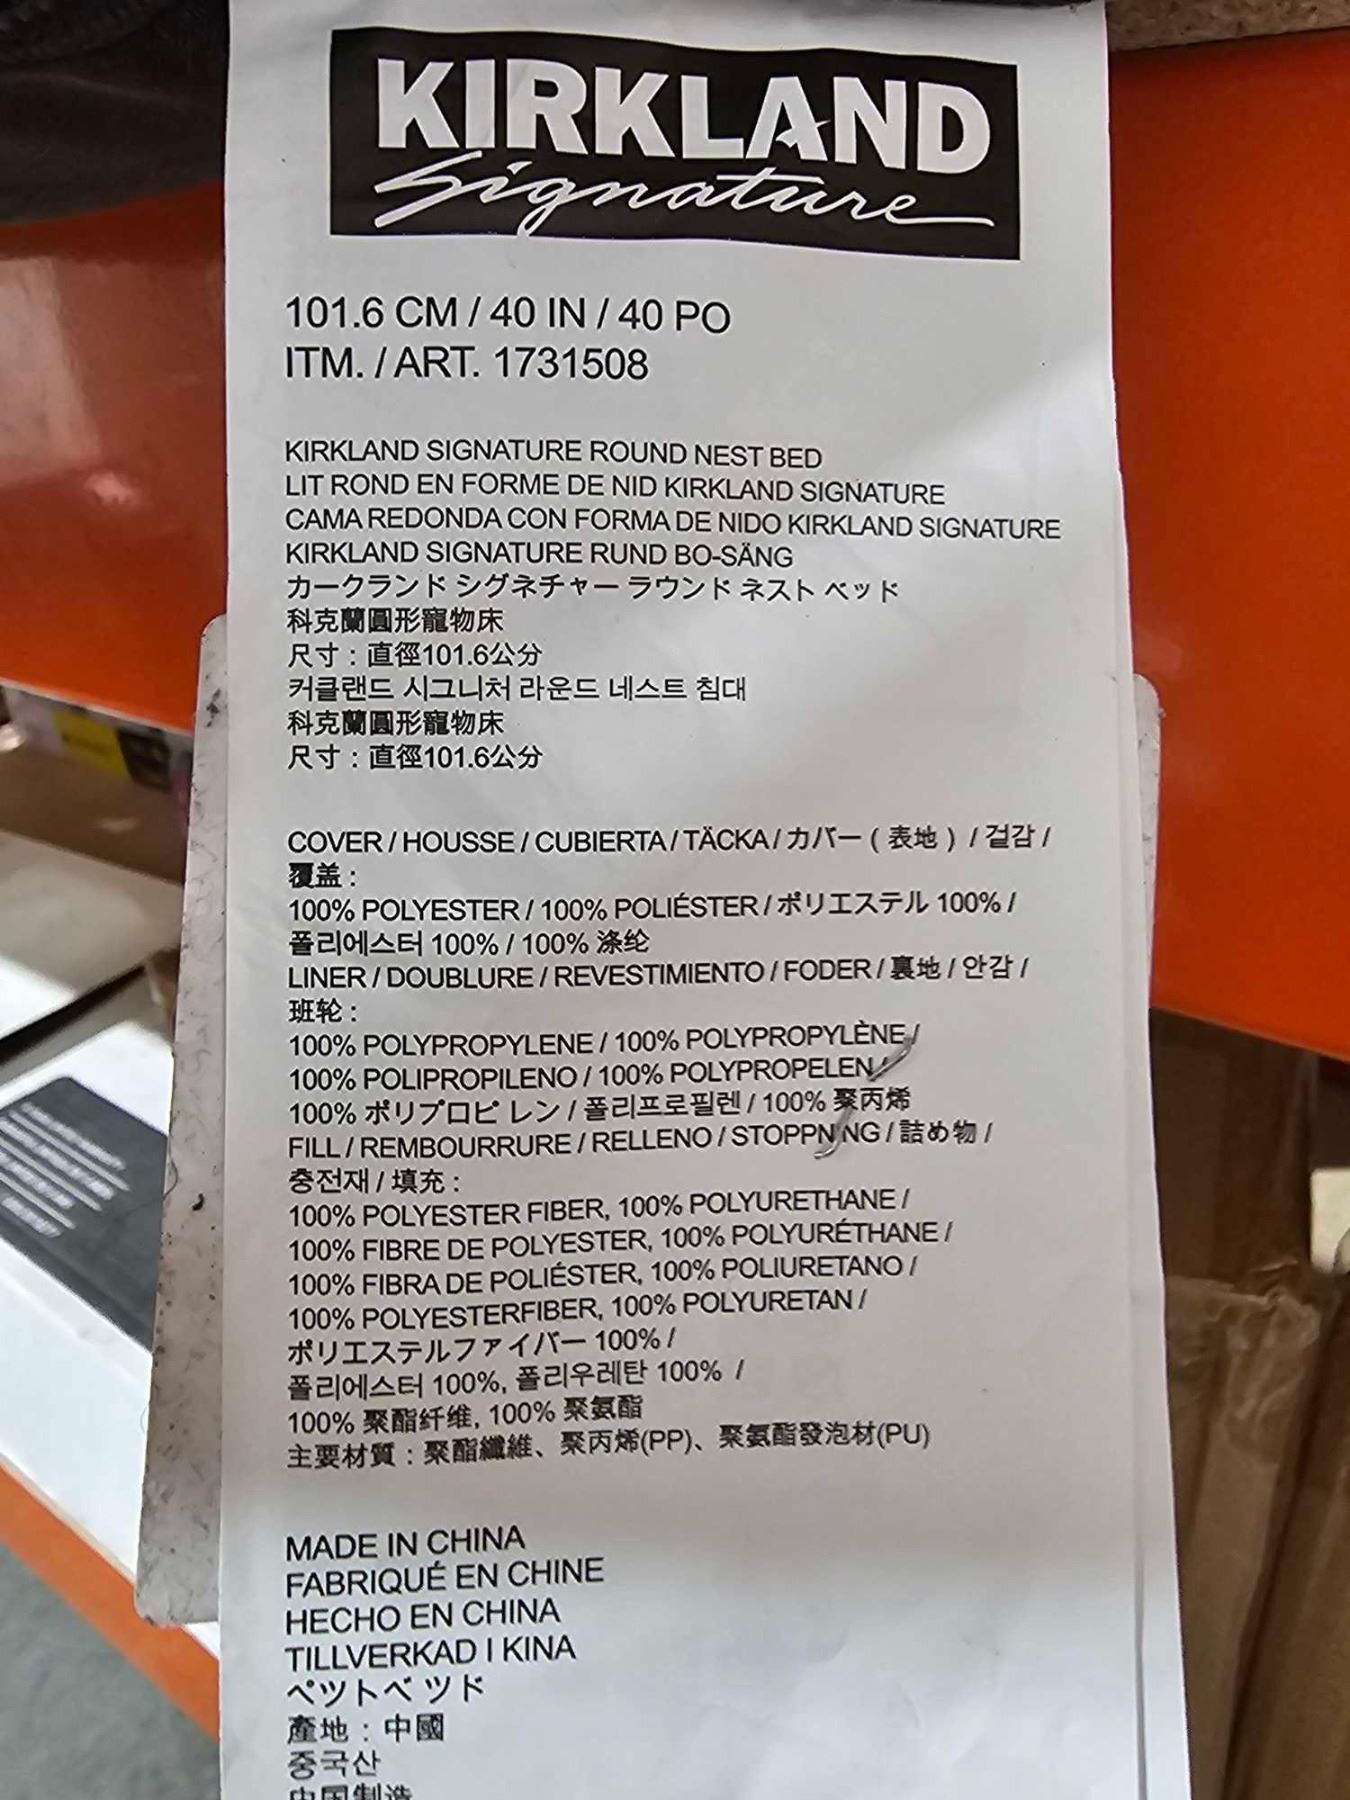 KIRKLAND
Signature
101.6 CM / 40 IN / 40 PO
ITM. / ART. 1731508
KIRKLAND SIGNATURE ROUND NEST BED
LIT ROND EN FORME DE NID KIRKLAND SIGNATURE
CAMA REDONDA CON FORMA DE NIDO KIRKLAND SIGNATURE
KIRKLAND SIGNATURE RUND BO-SÄNG
カークランド シグネチャー ラウンド ネスト ベッド
科克蘭圓形寵物床
尺寸：直徑101.6公分
커클랜드 시그니처 라운드 네스트 침대
科克蘭圓形寵物床
尺寸：直徑101.6公分
COVER / HOUSSE / CUBIERTA / TÄCKA / カバー ( 表地 ) / 겉감 /
覆盖 :
100% POLYESTER / 100% POLIÉSTER / ポリエステル 100% /
폴리에스터 100% / 100% 涤纶
LINER / DOUBLURE / REVESTIMIENTO / FODER / 裏地 / 안감 /
班轮 :
100% POLYPROPYLENE / 100% POLYPROPYLÈNE /
100% POLIPROPILENO / 100% POLYPROPELEN /
100% ポリプロピ レン / 폴리프로필렌 / 100% 聚丙烯
FILL / REMBOURRURE / RELLENO / STOPPNING / 詰め物 /
충전재 / 填充 :
100% POLYESTER FIBER, 100% POLYURETHANE /
100% FIBRE DE POLYESTER, 100% POLYURÉTHANE /
100% FIBRA DE POLIÉSTER, 100% POLIURETANO /
100% POLYESTERFIBER, 100% POLYURETAN /
ポリエステルファイバー 100% /
폴리에스터 100%, 폴리우레탄 100% /
100% 聚酯纤维, 100% 聚氨酯
主要材質：聚酯纖維、聚丙烯(PP)、聚氨酯發泡材(PU)
MADE IN CHINA
FABRIQUÉ EN CHINE
HECHO EN CHINA
TILLVERKAD I KINA
ペツトベ ツド
產地：中國
중국산
中国制造